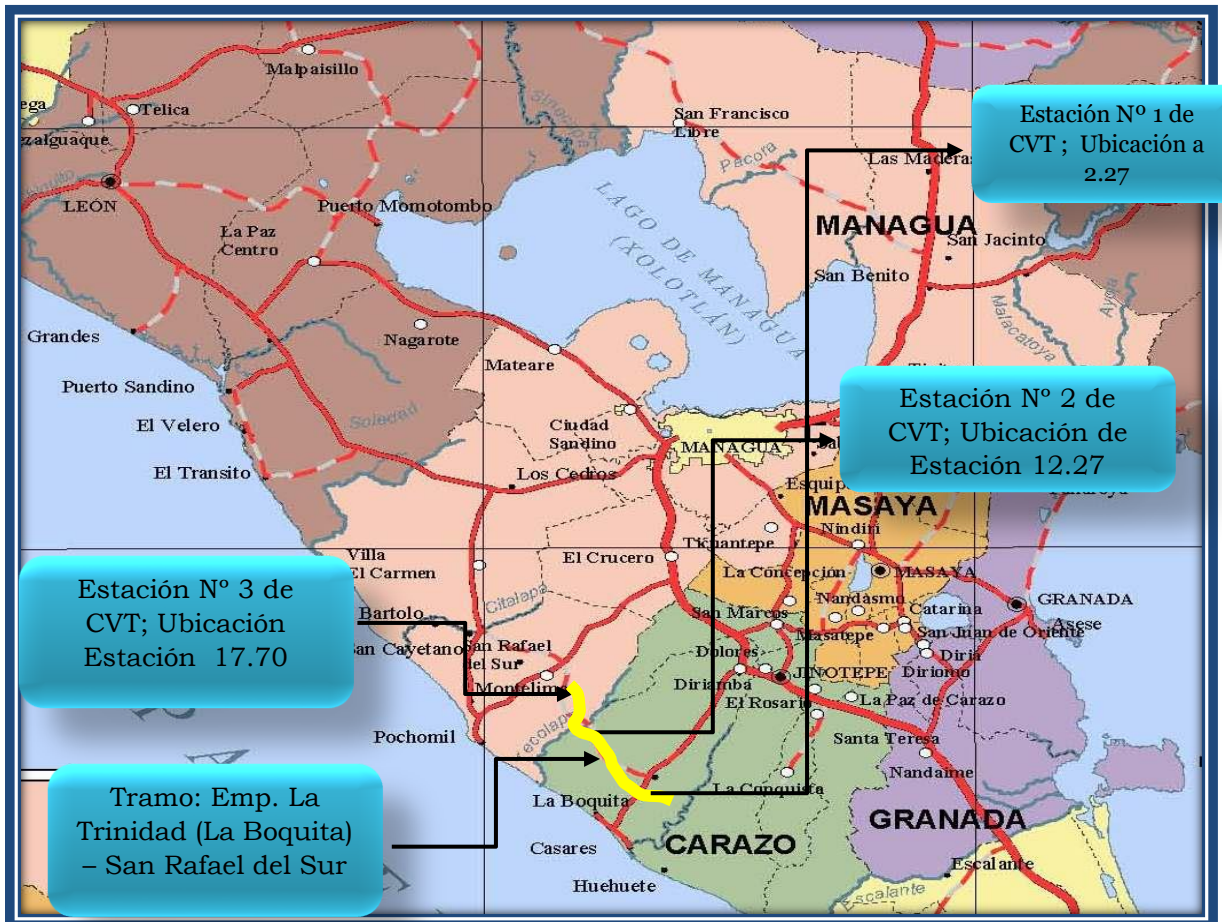 Malpaisillo
Telica
San Francisco
Libre
Estación Nº 1 de
CVT ; Ubicación a
2.27
Pacora
Las Maderas
LEÓN
Puerto Momotombo
LAGO DE MANAGUA
(XOLOTLÁN)
La Paz
Centro
MANAGUA
San Jacinto
San Benito
Malacatoya
Grandes
Nagarote
Mateare
Puerto Sandino
Soledad
El Velero
Ciudad
Sandino
MANAGUA
Estación Nº 2 de
CVT; Ubicación de
Estación 12.27
El Transito
Los Cedros
MASAYA
Nindiri
Villa
El Carmen
El Crucero
Ticuantepe
La Concepción
MASAYA
Estación Nº 3 de
CVT; Ubicación
Estación 17.70
Bartolo
Citalapa
San Marcos
Nandasmo
Catarina
GRANADA
Asese
San Cayetano
San Rafael
del Sur
Masatepe
San Juan de Oriente
Dolores
Diria
Montelimar
Diriamba
JINOTEPE
Diriomo
El Rosario
La Paz de Carazo
Pochomil
Santa Teresa
Nandaime
Tramo: Emp. La
Trinidad (La Boquita)
– San Rafael del Sur
La Boquita
La Conquista
GRANADA
Casares
CARAZO
Escalante
Huehuete
Escalante